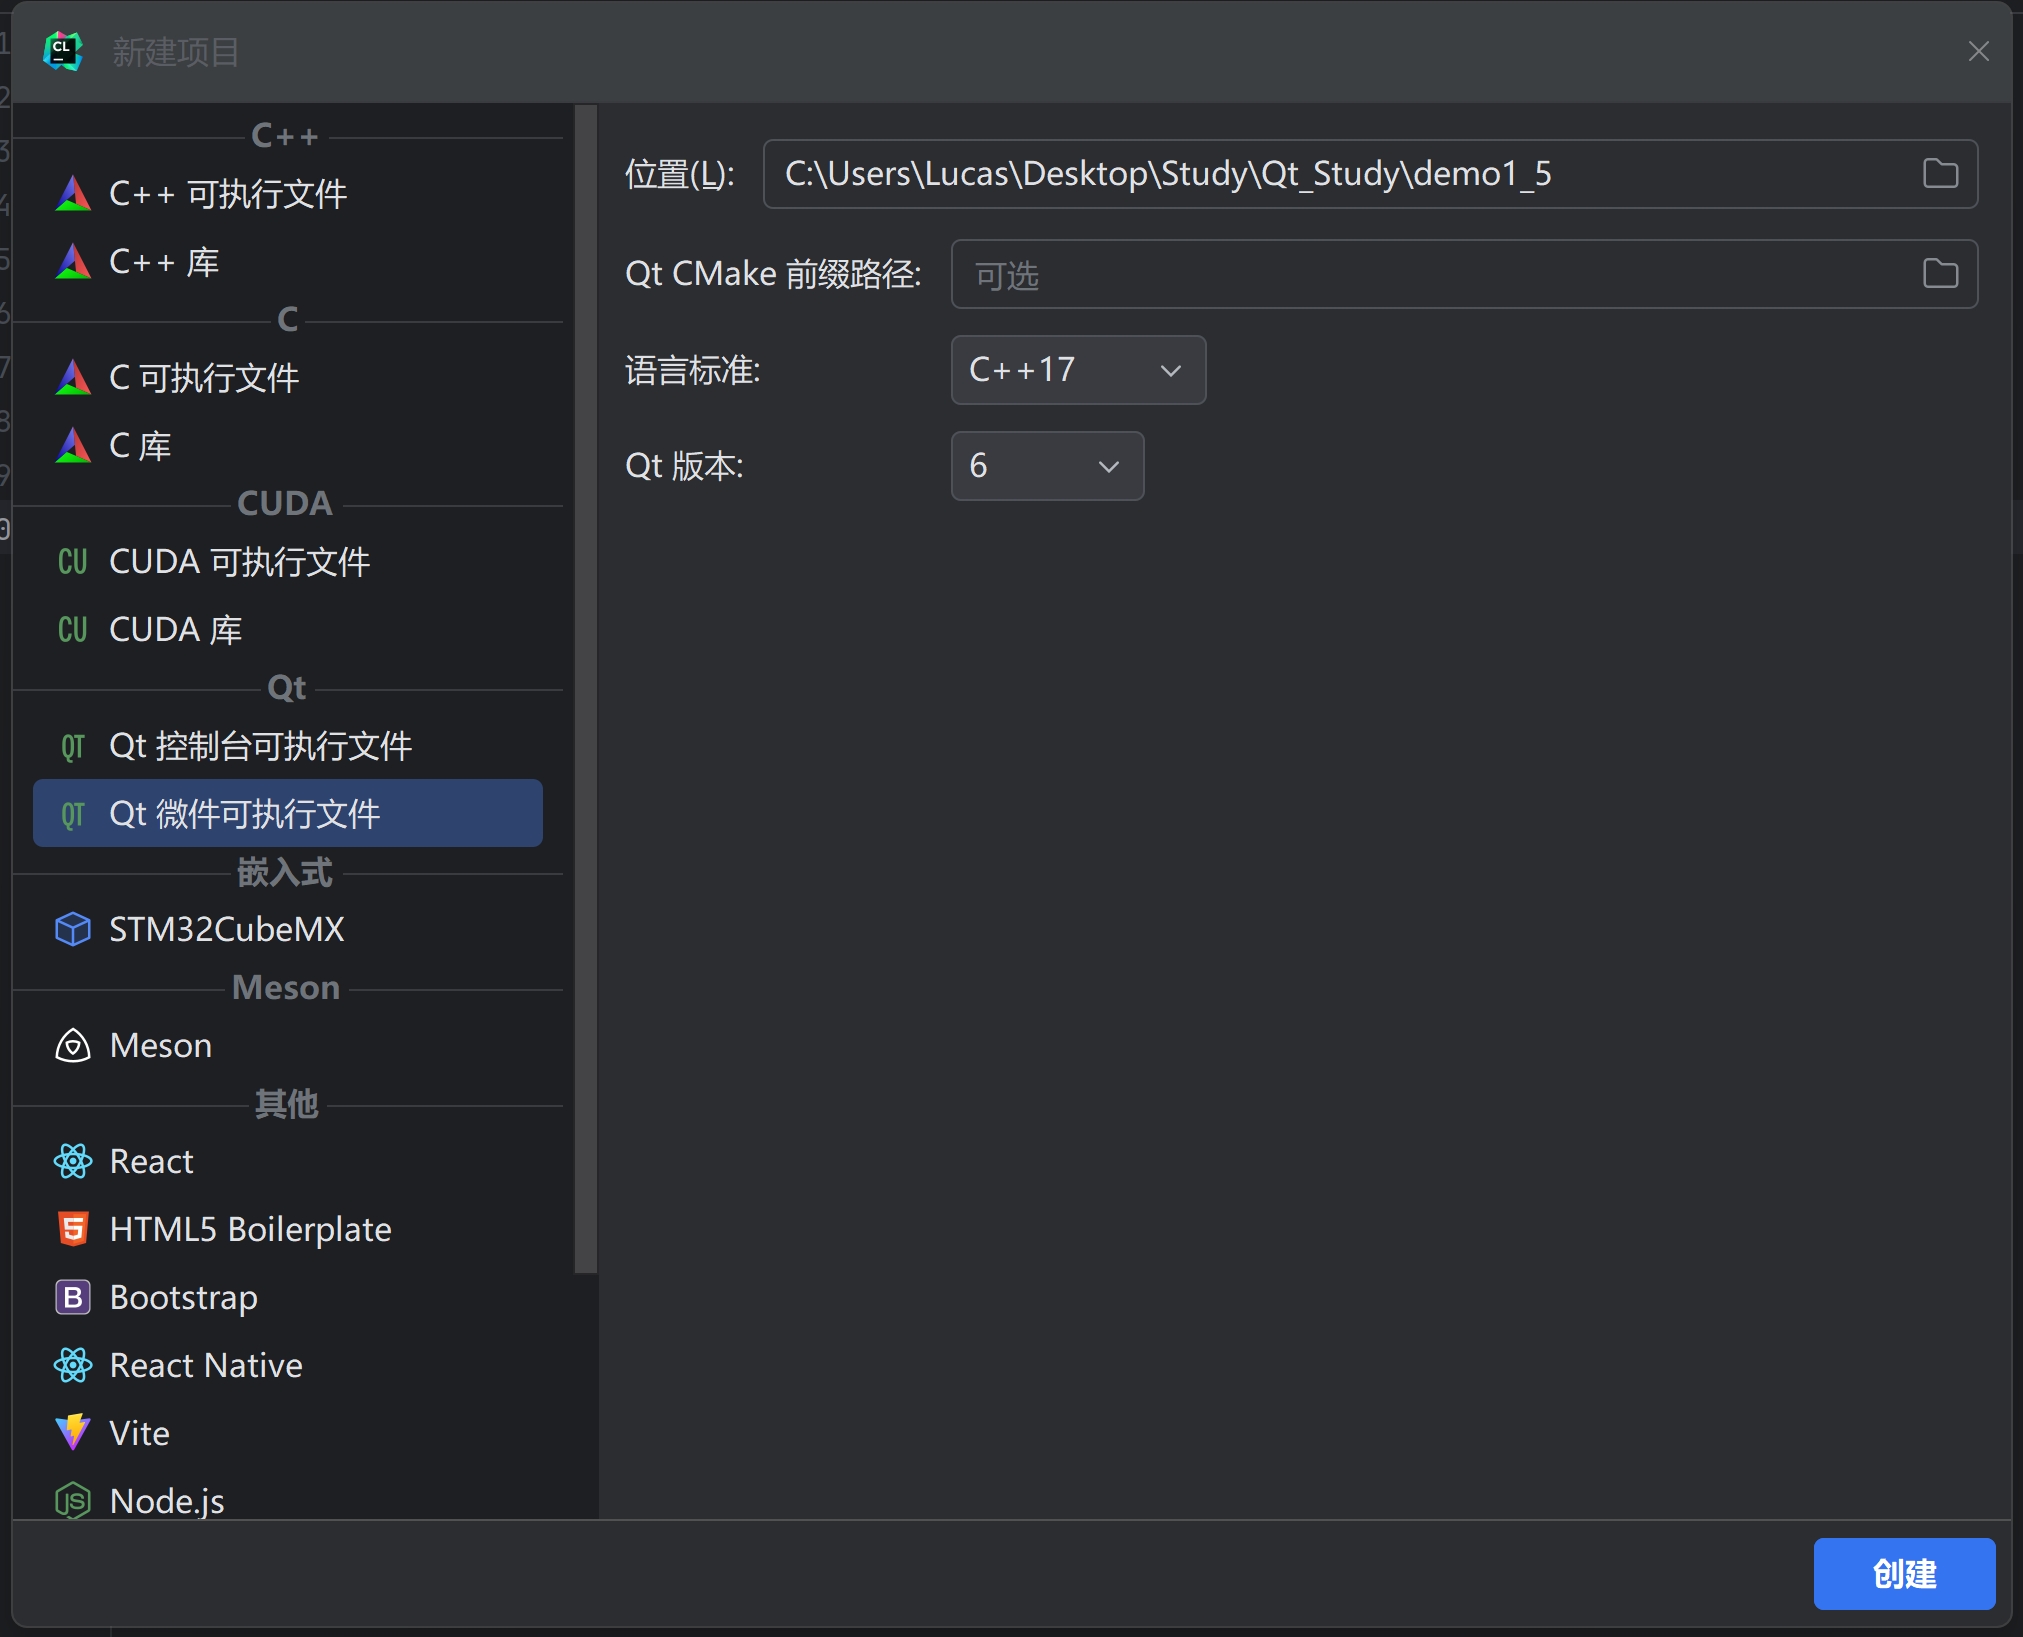 CL
新建项目
C++
C++ 可执行文件
C++ 库
C
C 可执行文件
C 库
CUDA
CU CUDA 可执行文件
CU CUDA 库
Qt
QT Qt 控制台可执行文件
QT Qt 微件可执行文件
嵌入式
STM32CubeMX
Meson
Meson
其他
React
HTML5 Boilerplate
B Bootstrap
React Native
Vite
JS Node.js
位置(L): C:\Users\Lucas\Desktop\Study\Qt_Study\demo1_5
Qt CMake 前缀路径: 可选
语言标准: C++17
Qt 版本: 6
创建